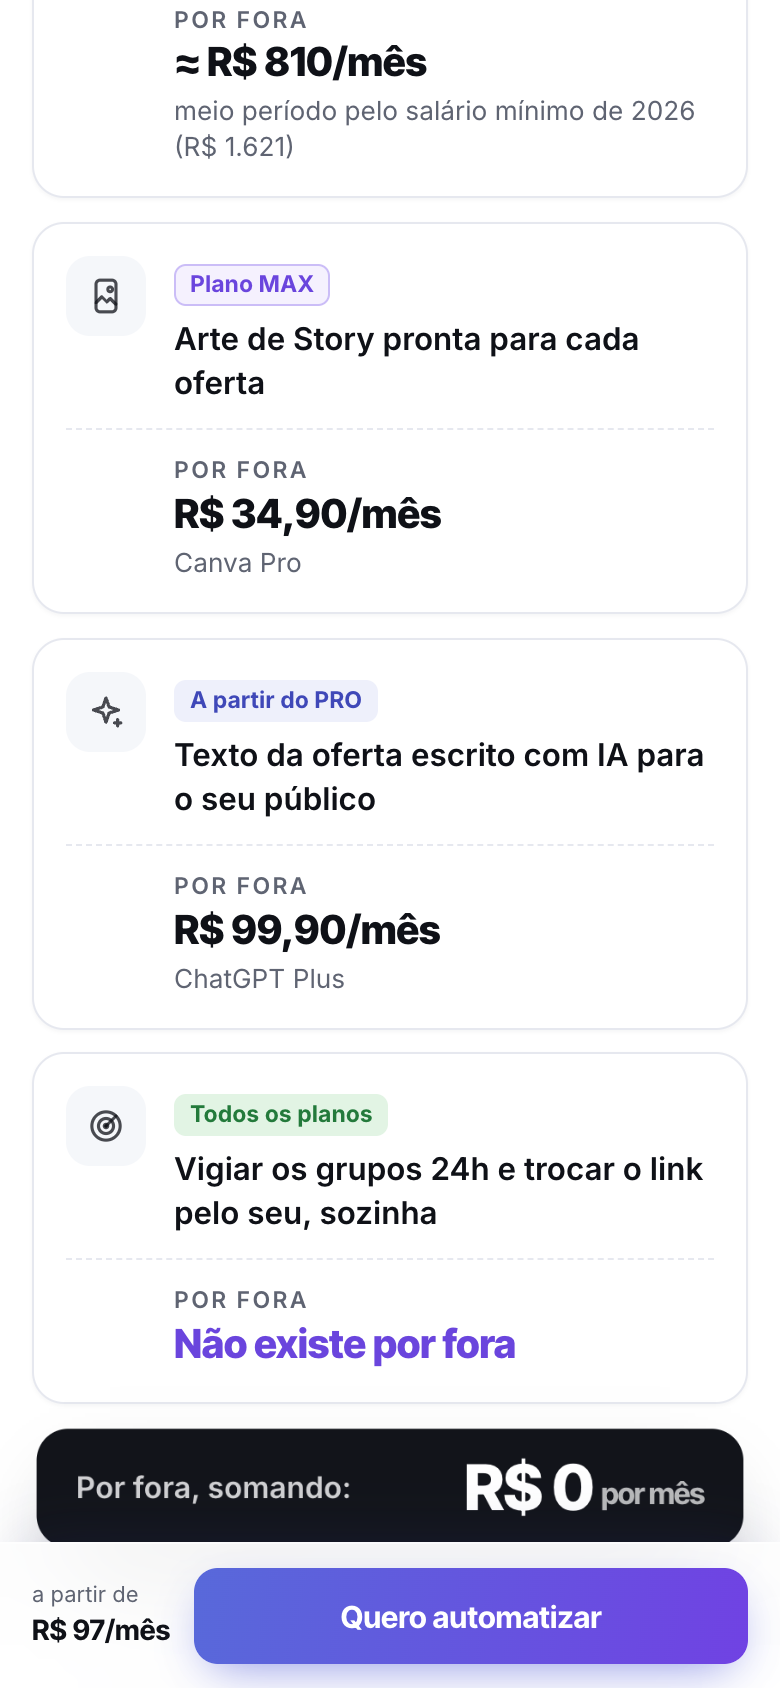 POR FORA
≈ R$ 810/mês
meio período pelo salário mínimo de 2026
(R$ 1.621)
Plano MAX
Arte de Story pronta para cada
oferta
POR FORA
R$ 34,90/mês
Canva Pro
A partir do PRO
Texto da oferta escrito com IA para
o seu público
POR FORA
R$ 99,90/mês
ChatGPT Plus
Todos os planos
Vigiar os grupos 24h e trocar o link
pelo seu, sozinha
POR FORA
Não existe por fora
Por fora, somando:
R$ 0 por mês
a partir de
R$ 97/mês
Quero automatizar